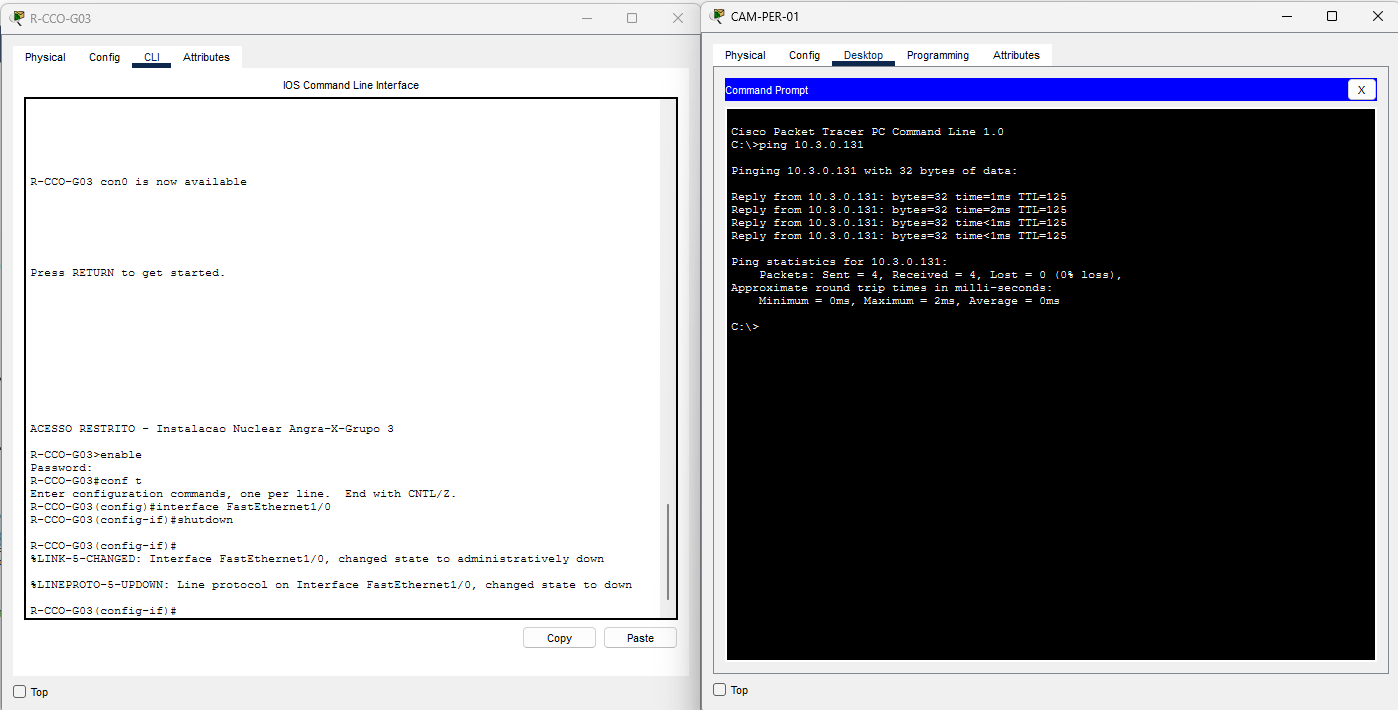 R-CCO-G03
Physical Config CLI Attributes
IOS Command Line Interface
R-CCO-G03 con0 is now available
Press RETURN to get started.
ACESSO RESTRITO - Instalacao Nuclear Angra-X-Grupo 3
R-CCO-G03>enable
Password:
R-CCO-G03#conf t
Enter configuration commands, one per line.  End with CNTL/Z.
R-CCO-G03(config)#interface FastEthernet1/0
R-CCO-G03(config-if)#shutdown
R-CCO-G03(config-if)#
%LINK-5-CHANGED: Interface FastEthernet1/0, changed state to administratively down
%LINEPROTO-5-UPDOWN: Line protocol on Interface FastEthernet1/0, changed state to down
R-CCO-G03(config-if)#
Copy Paste
Top
CAM-PER-01
Physical Config Desktop Programming Attributes
Command Prompt X
Cisco Packet Tracer PC Command Line 1.0
C:\>ping 10.3.0.131
Pinging 10.3.0.131 with 32 bytes of data:
Reply from 10.3.0.131: bytes=32 time=1ms TTL=125
Reply from 10.3.0.131: bytes=32 time=2ms TTL=125
Reply from 10.3.0.131: bytes=32 time<1ms TTL=125
Reply from 10.3.0.131: bytes=32 time<1ms TTL=125
Ping statistics for 10.3.0.131:
Packets: Sent = 4, Received = 4, Lost = 0 (0% loss),
Approximate round trip times in milli-seconds:
Minimum = 0ms, Maximum = 2ms, Average = 0ms
C:\>
Top